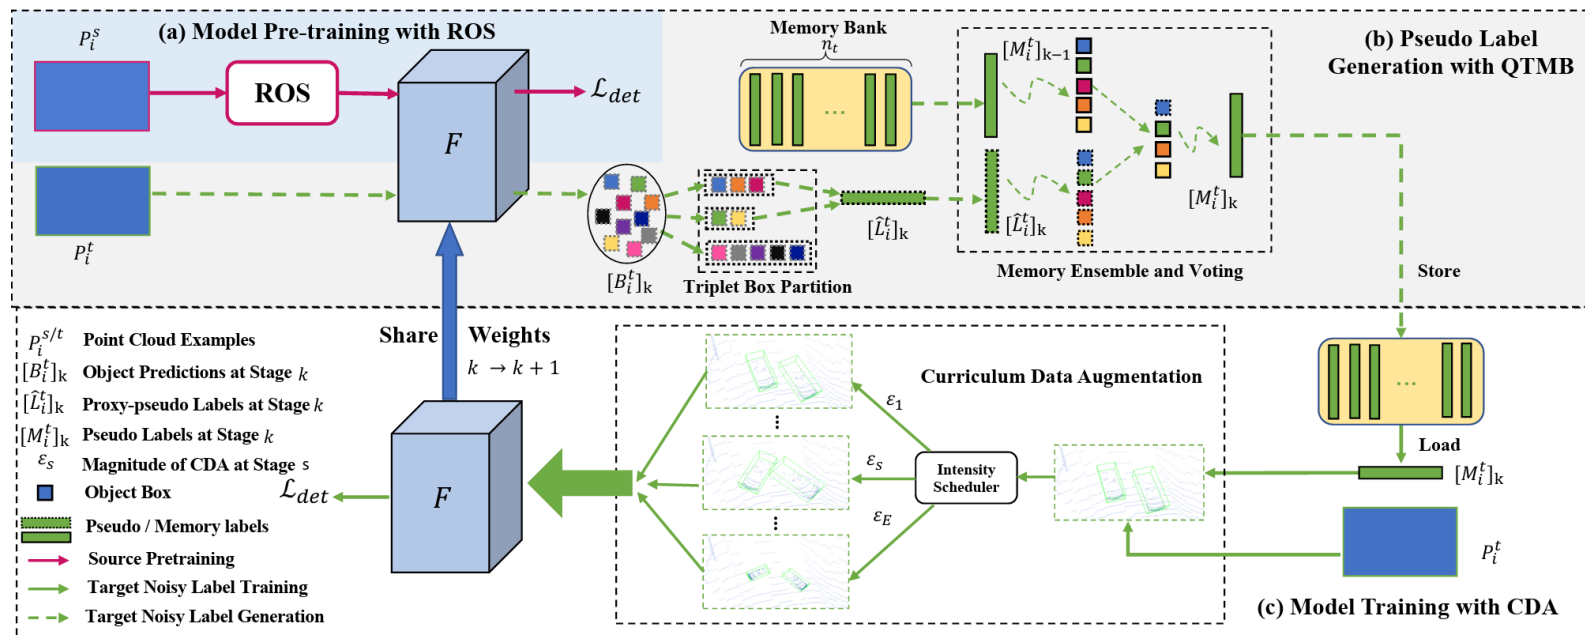 (a) Model Pre-training with ROS
P_i^s
ROS
F
ℒ_det
P_i^t
Memory Bank
n_t
...
[B_i^t]_k
Triplet Box Partition
[L̂_i^t]_k
[M_i^t]_{k−1}
[L̂_i^t]_k
[M_i^t]_k
Memory Ensemble and Voting
(b) Pseudo Label
Generation with QTMB
Store
Share Weights
k → k + 1
P_i^{s/t} Point Cloud Examples
[B_i^t]_k Object Predictions at Stage k
[L̂_i^t]_k Proxy-pseudo Labels at Stage k
[M_i^t]_k Pseudo Labels at Stage k
ε_s Magnitude of CDA at Stage s
Object Box
Pseudo / Memory labels
Source Pretraining
Target Noisy Label Training
Target Noisy Label Generation
ℒ_det
F
Curriculum Data Augmentation
ε_1
⋮
ε_s
⋮
ε_E
Intensity
Scheduler
...
Load
[M_i^t]_k
P_i^t
(c) Model Training with CDA